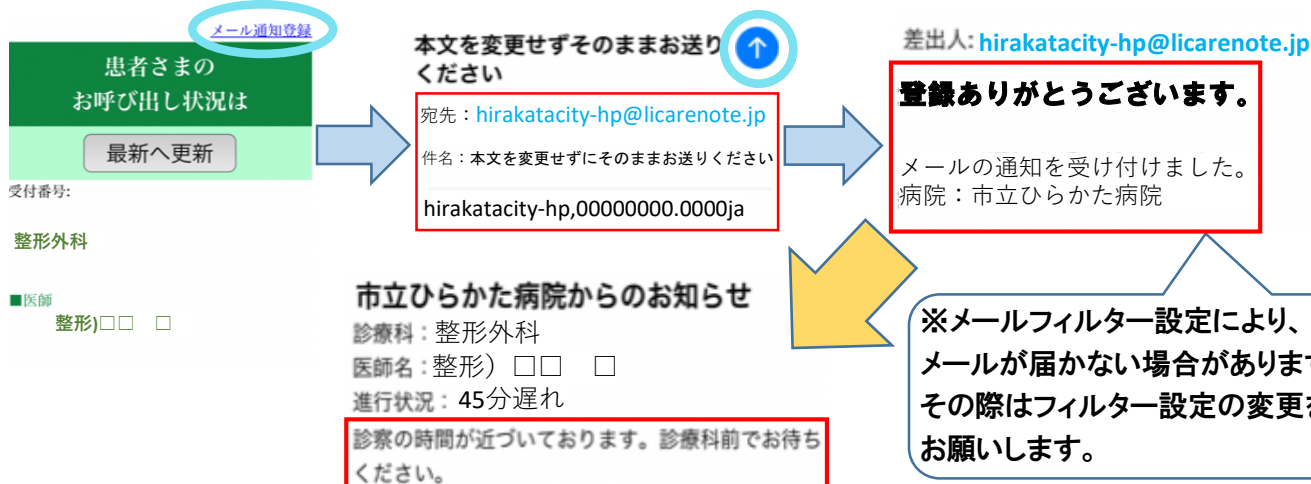 メール通知登録
患者さまの
お呼び出し状況は
最新へ更新
受付番号:
整形外科
■医師
整形)□□　□
本文を変更せずそのままお送り
ください
宛先：hirakatacity-hp@licarenote.jp
件名：本文を変更せずにそのままお送りください
hirakatacity-hp,00000000.0000ja
差出人: hirakatacity-hp@licarenote.jp
登録ありがとうございます。
メールの通知を受け付けました。
病院：市立ひらかた病院
市立ひらかた病院からのお知らせ
診療科：整形外科
医師名：整形）□□　□
進行状況：45分遅れ
診察の時間が近づいております。診療科前でお待ち
ください。
※メールフィルター設定により、
メールが届かない場合があります
その際はフィルター設定の変更を
お願いします。